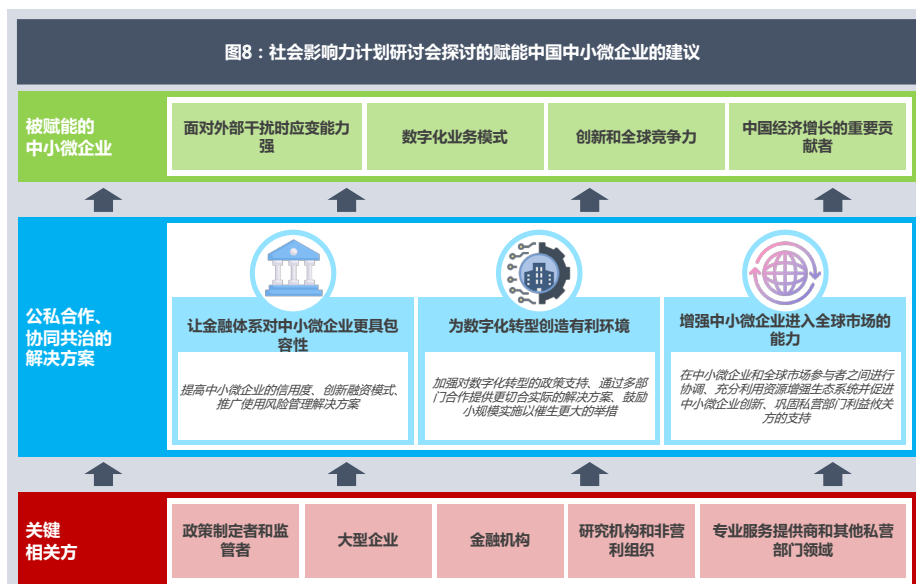 图8：社会影响力计划研讨会探讨的赋能中国中小微企业的建议
被赋能的
中小微企业
面对外部干扰时应变能力
强
数字化业务模式
创新和全球竞争力
中国经济增长的重要贡
献者
公私合作、
协同共治的
解决方案
让金融体系对中小微企业更具包
容性
提高中小微企业的信用度、创新融资模式、
推广使用风险管理解决方案
为数字化转型创造有利环境
加强对数字化转型的政策支持、通过多部
门合作提供更切合实际的解决方案、鼓励
小规模实施以催生更大的举措
增强中小微企业进入全球市场的
能力
在中小微企业和全球市场参与者之间进行
协调、充分利用资源增强生态系统并促进
中小微企业创新、巩固私营部门利益攸关
方的支持
关键
相关方
政策制定者和监
管者
大型企业
金融机构
研究机构和非营
利组织
专业服务提供商和其他私营
部门领域